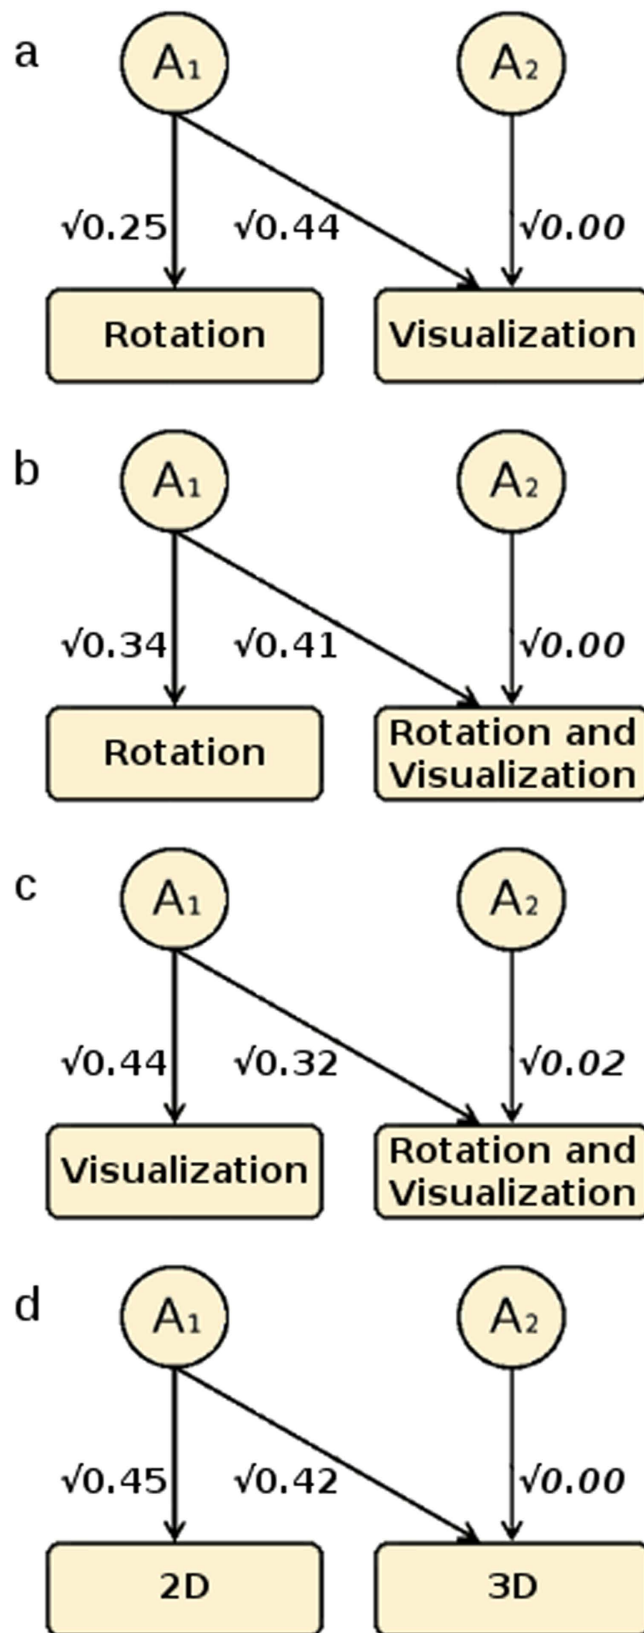 a
A₁
A₂
√0.25
√0.44
√0.00
Rotation
Visualization
b
A₁
A₂
√0.34
√0.41
√0.00
Rotation
Rotation and
Visualization
c
A₁
A₂
√0.44
√0.32
√0.02
Visualization
Rotation and
Visualization
d
A₁
A₂
√0.45
√0.42
√0.00
2D
3D